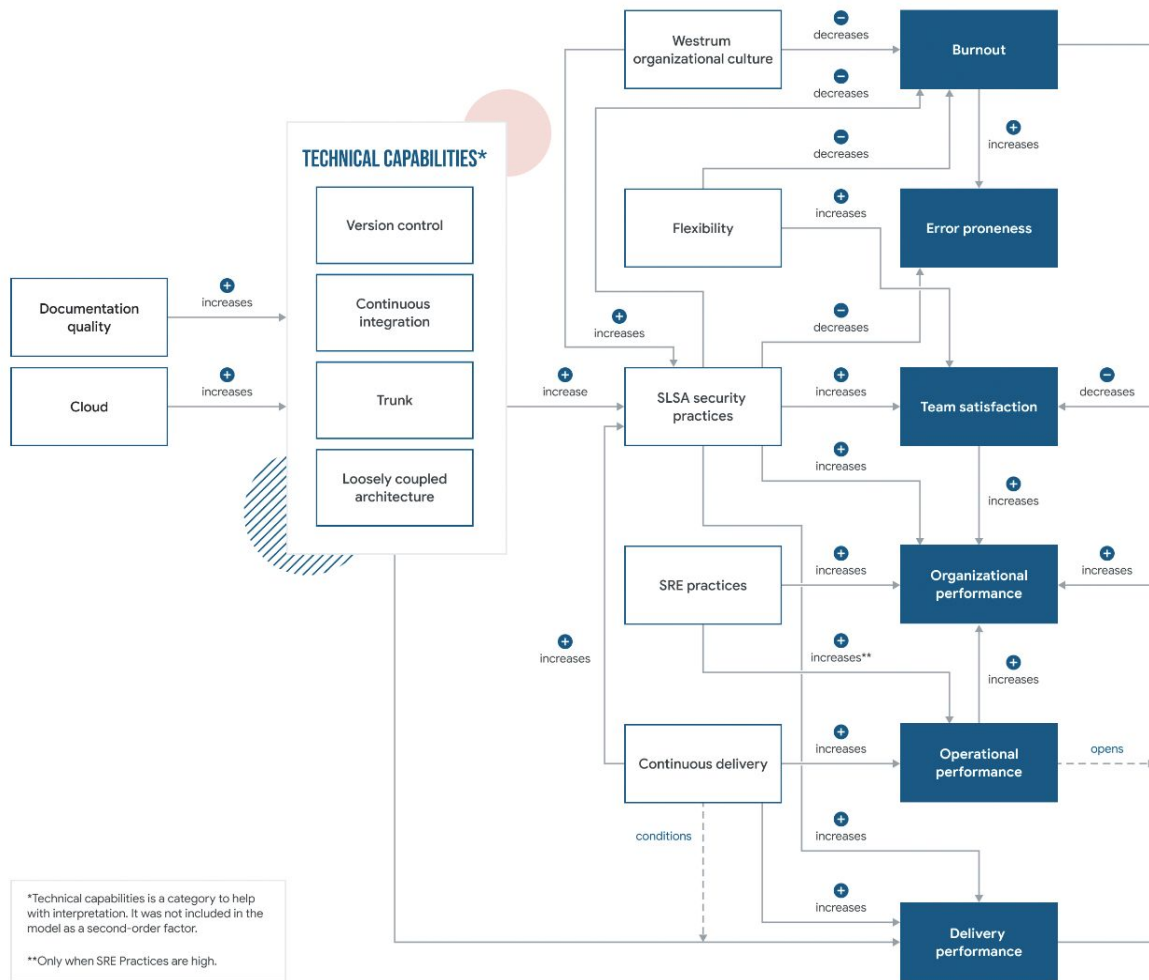 Westrum
organizational culture
decreases
Burnout
decreases
TECHNICAL CAPABILITIES*
decreases
increases
Version control
Flexibility
increases
Error proneness
Documentation
quality
increases
Continuous
integration
increases
decreases
Cloud
increases
Trunk
increase
SLSA security
practices
increases
Team satisfaction
decreases
Loosely coupled
architecture
increases
increases
SRE practices
increases
Organizational
performance
increases
increases
increases**
increases
Continuous delivery
increases
Operational
performance
opens
conditions
increases
increases
Delivery
performance
*Technical capabilities is a category to help
with interpretation. It was not included in the
model as a second-order factor.
**Only when SRE Practices are high.